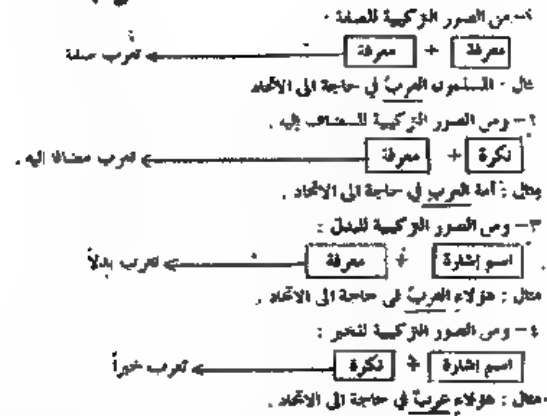 ١- من الصور التركيبية للصفة :
معرفة + معرفة ← تعرب صفة
مثال : المسلمون العربُ في حاجة الى الاتحاد
٢- ومن الصور التركيبية للمضاف إليه .
نكرة + معرفة ← تعرب مضافا إليه .
مثال : أمة العربِ في حاجة الى الاتحاد .
٣- ومن الصور التركيبية للبدل :
اسم إشارة + معرفة ← تعرب بدلاً
مثال : هؤلاء العربُ في حاجة الى الاتحاد .
٤- ومن الصور التركيبية للخبر :
اسم اشارة + نكرة ← تعرب خبراً
مثال : هؤلاء عربٌ في حاجة الى الاتحاد .